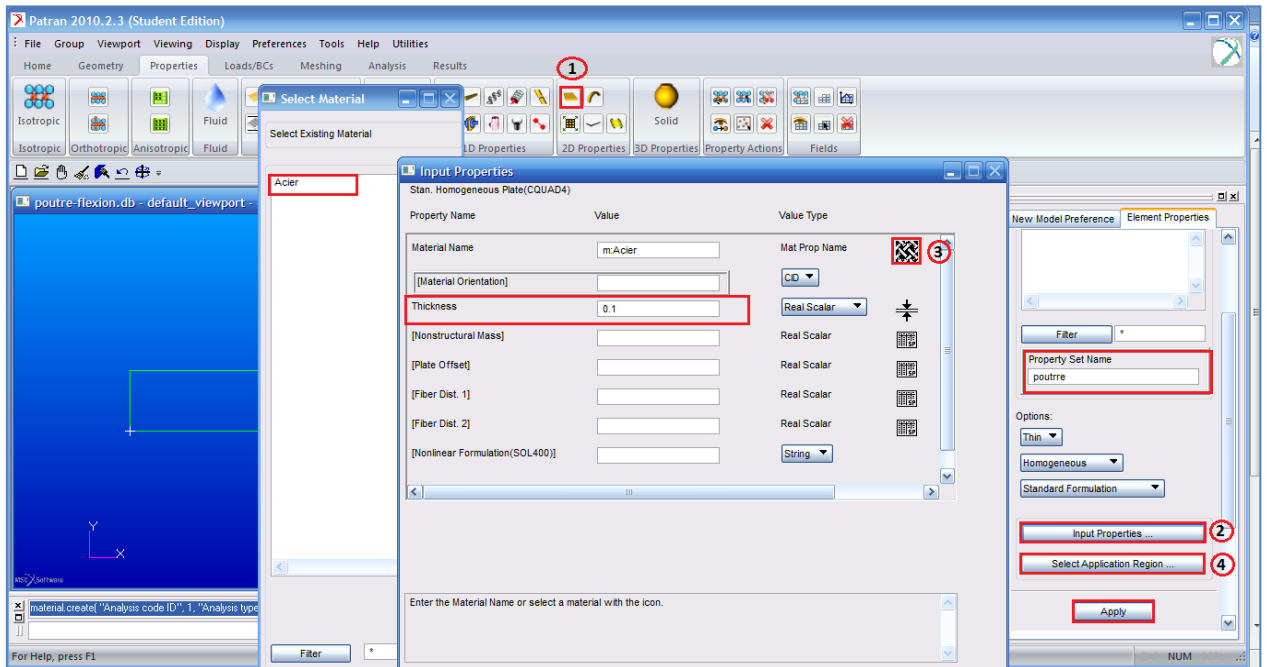 Patran 2010.2.3 (Student Edition)
File Group Viewport Viewing Display Preferences Tools Help Utilities
Home Geometry Properties Loads/BCs Meshing Analysis Results
1
Isotropic Fluid Solid
Isotropic Orthotropic Anisotropic Fluid 1D Properties 2D Properties 3D Properties Property Actions Fields
poutre-flexion.db - default_viewport -
Y
X
MSC Software
Select Material
Select Existing Material
Acier
Filter *
Input Properties
Stan. Homogeneous Plate(CQUAD4)
Property Name Value Value Type
Material Name m:Acier Mat Prop Name 3
[Material Orientation] CID
Thickness 0.1 Real Scalar
[Nonstructural Mass] Real Scalar
[Plate Offset] Real Scalar
[Fiber Dist. 1] Real Scalar
[Fiber Dist. 2] Real Scalar
[Nonlinear Formulation(SOL400)] String
Enter the Material Name or select a material with the icon.
New Model Preference Element Properties
Filter *
Property Set Name
poutrre
Options:
Thin
Homogeneous
Standard Formulation
Input Properties ... 2
Select Application Region ... 4
Apply
material.create( "Analysis code ID", 1, "Analysis type
For Help, press F1
NUM